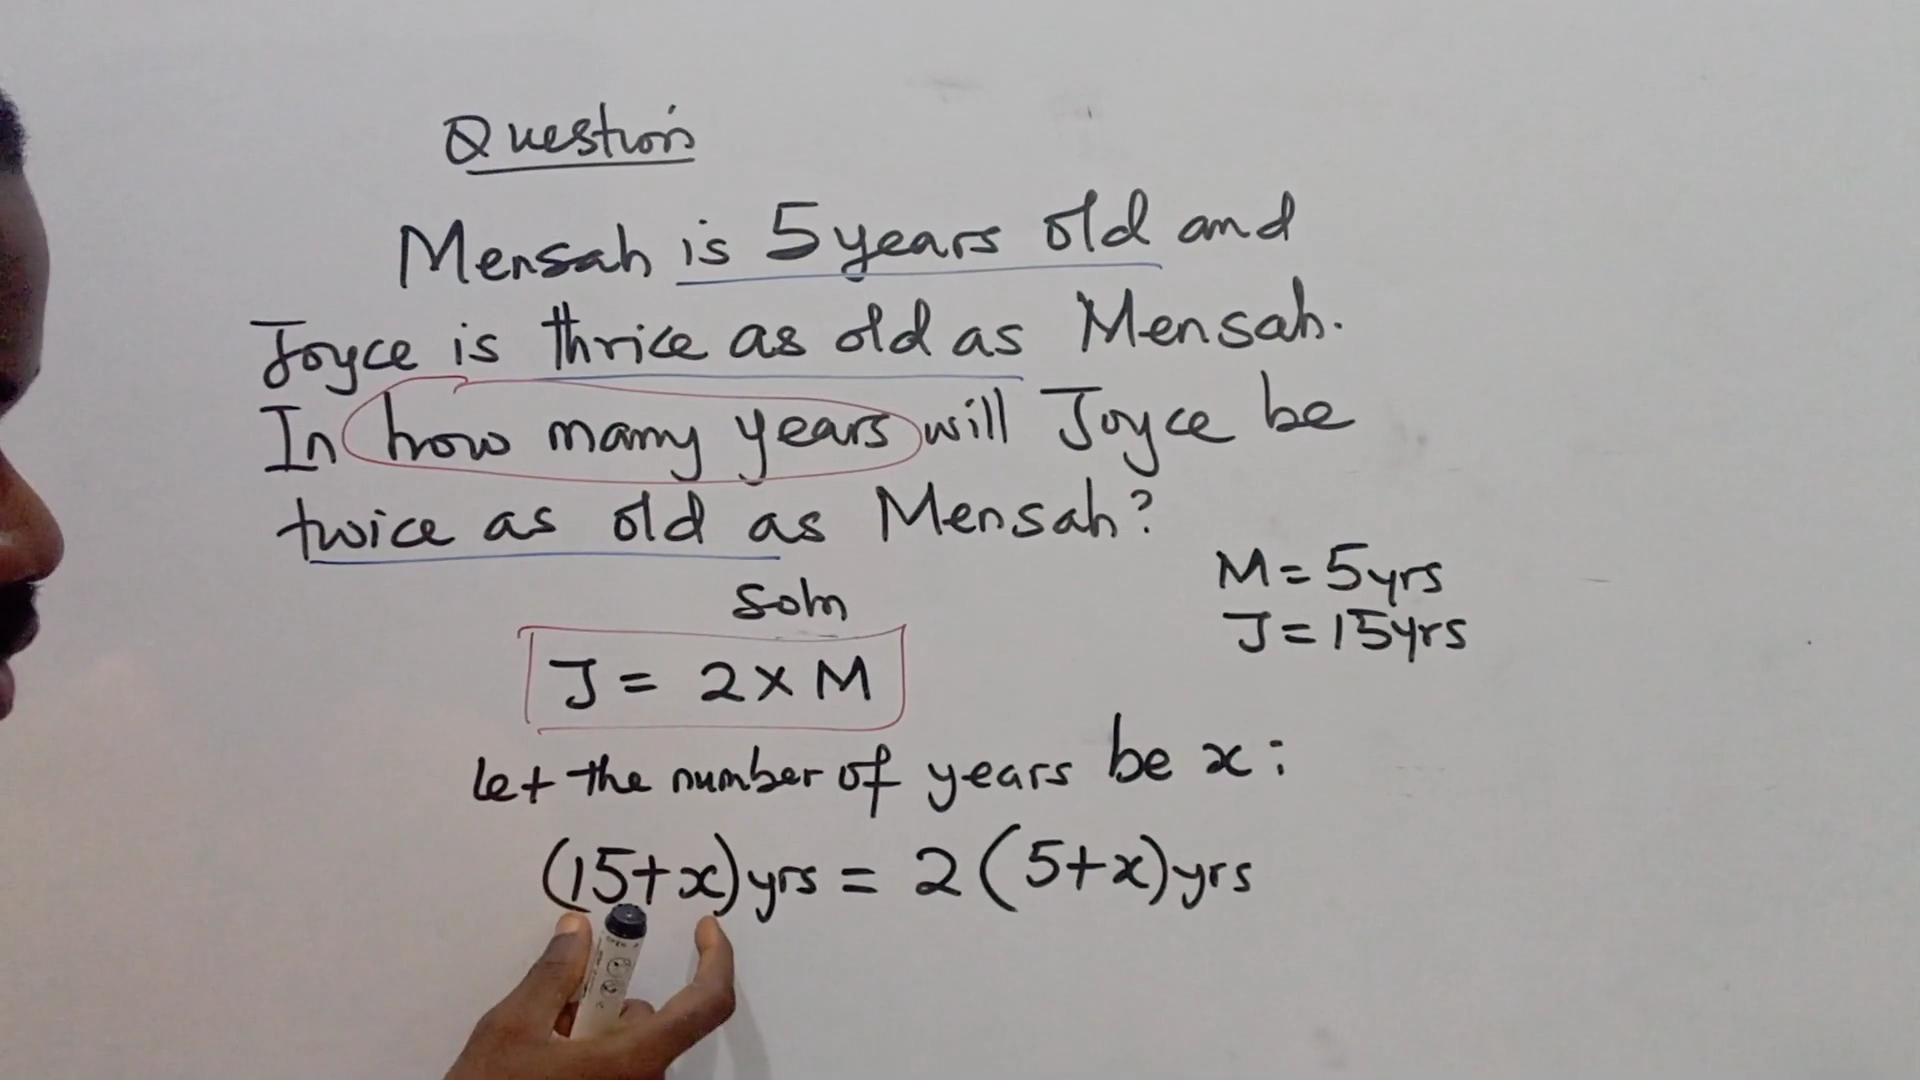 Question
Mensah is 5 years old and
Joyce is thrice as old as Mensah.
In how many years will Joyce be
twice as old as Mensah?
M = 5yrs
J = 15yrs
soln
J = 2 x M
let the number of years be x:
(15+x)yrs = 2(5+x)yrs